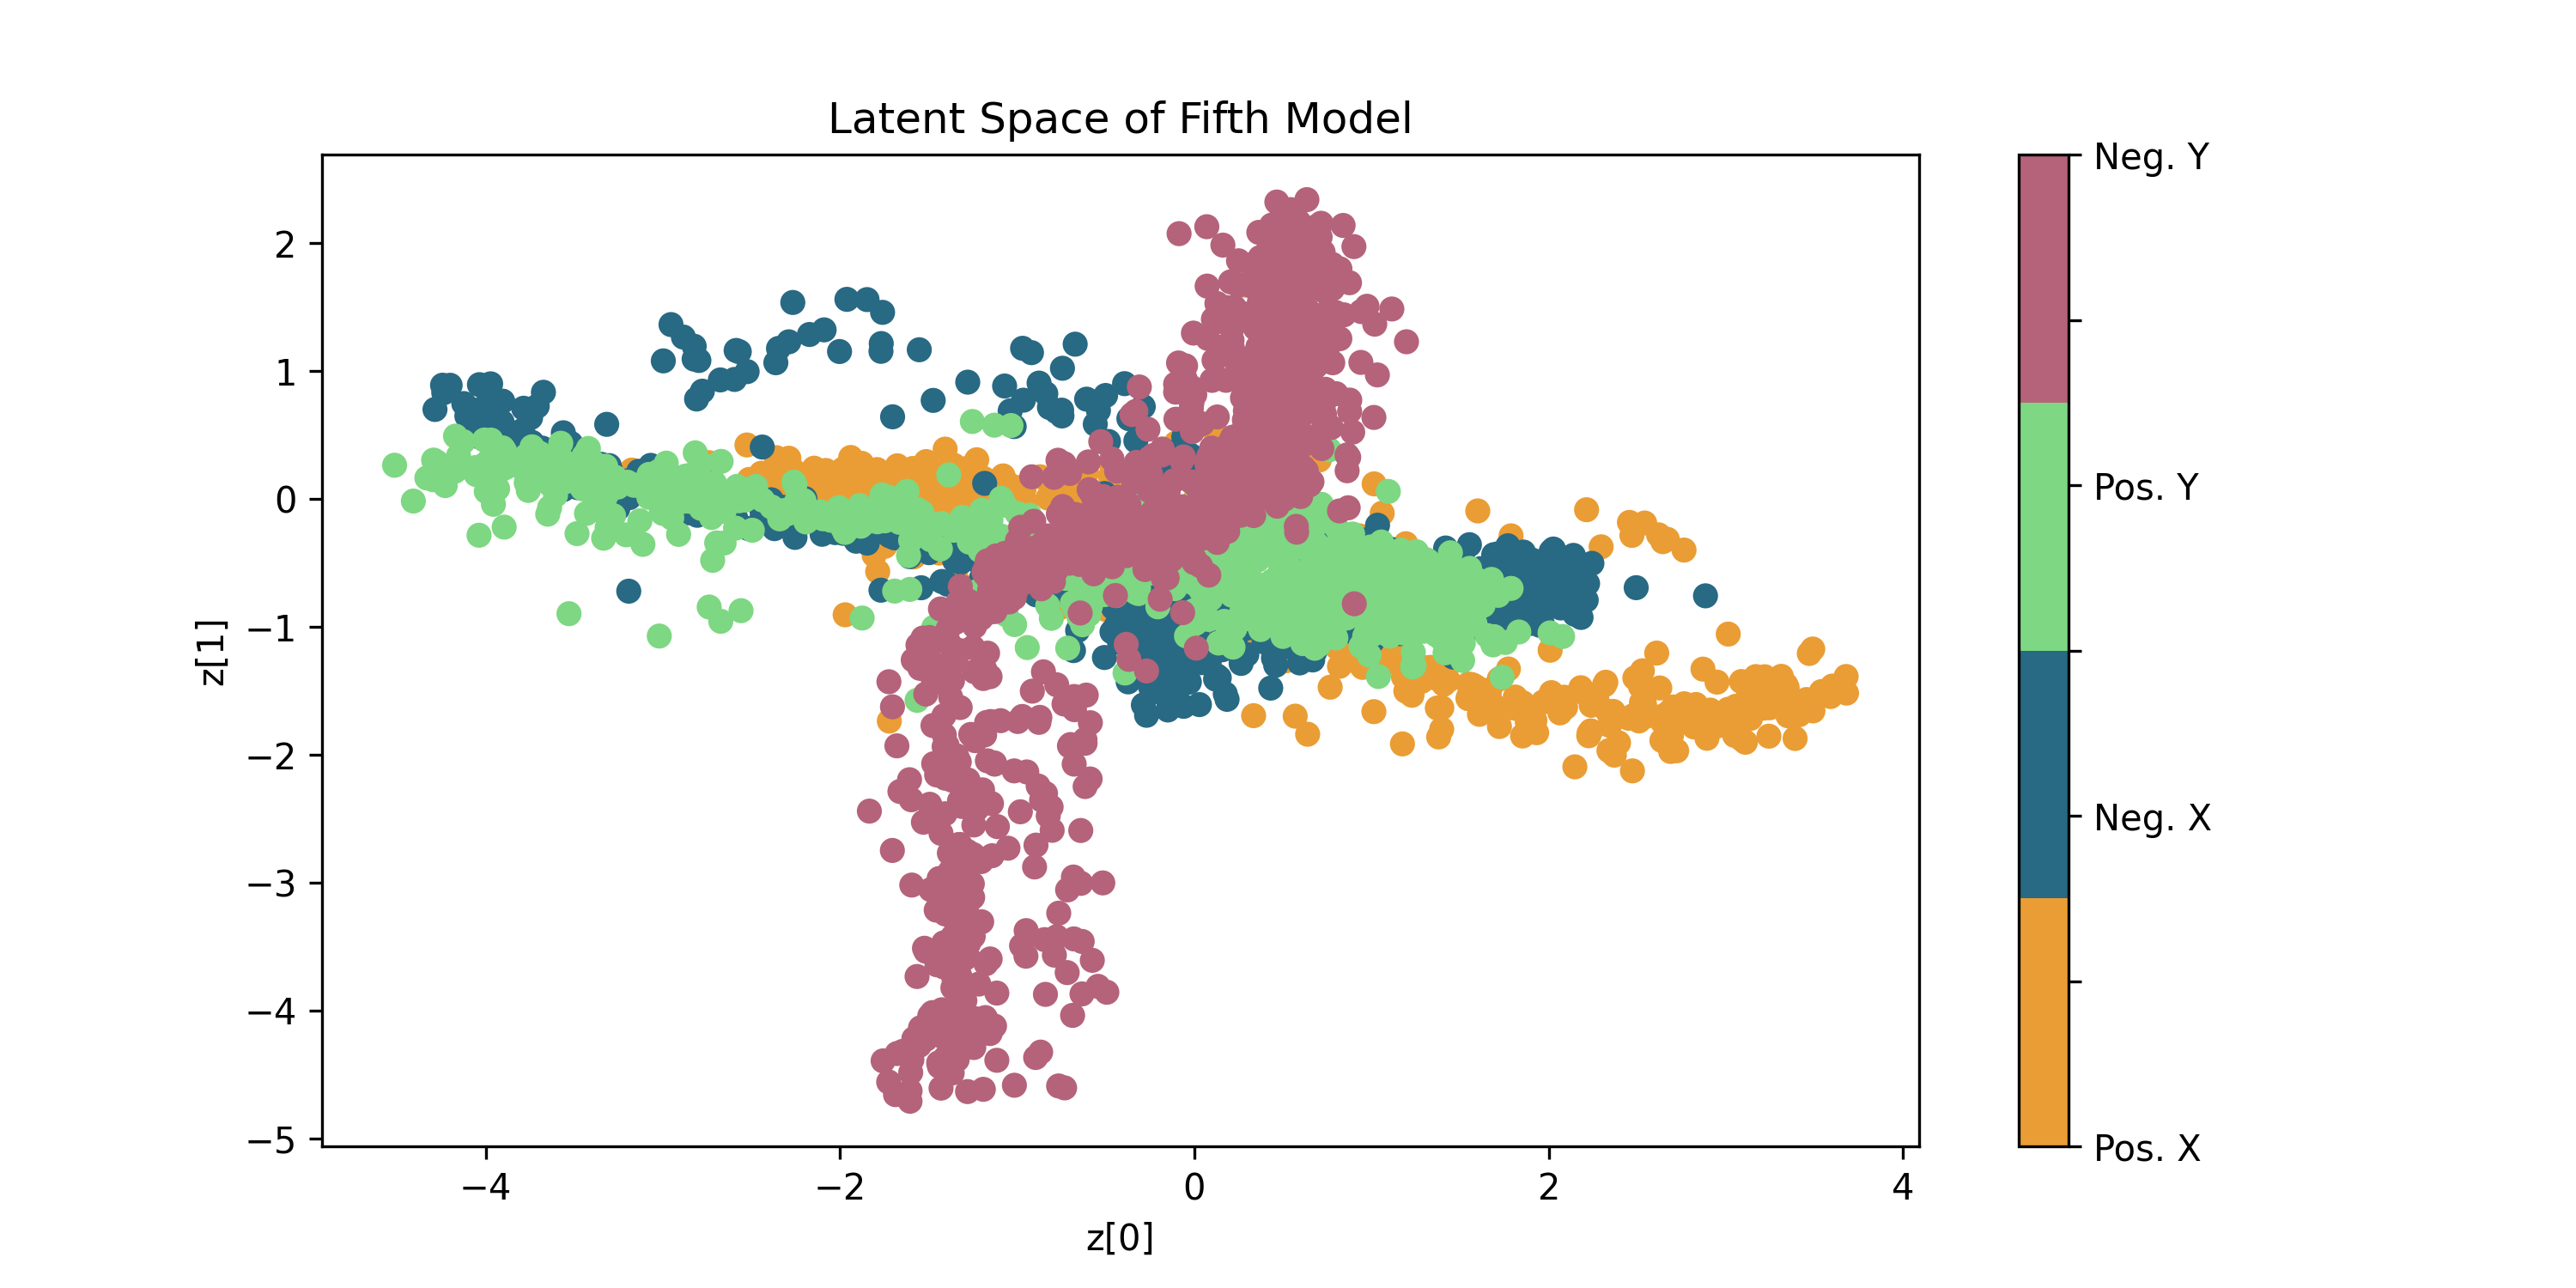 Latent Space of Fifth Model
z[1]
2
1
0
−1
−2
−3
−4
−5
−4
−2
0
2
4
z[0]
Neg. Y
Pos. Y
Neg. X
Pos. X